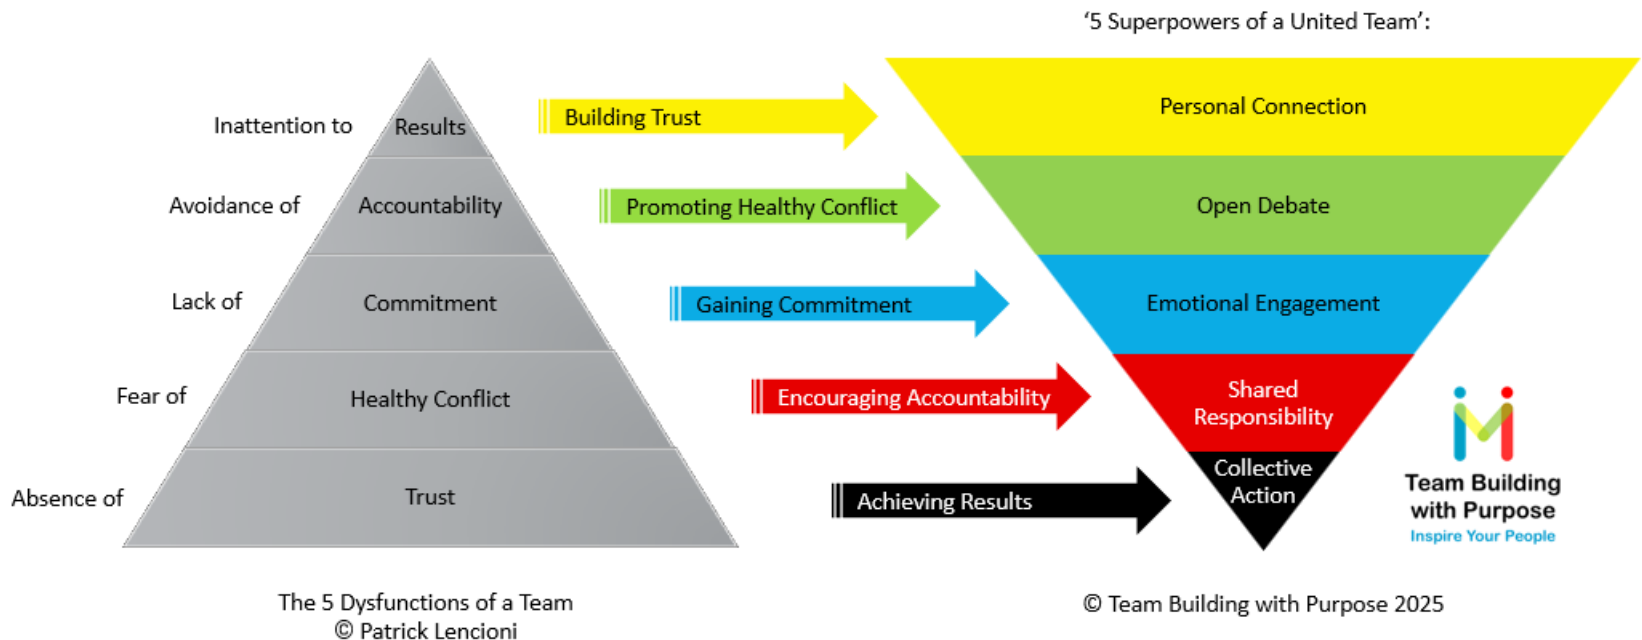 '5 Superpowers of a United Team':
Inattention to
Results
Building Trust
Personal Connection
Avoidance of
Accountability
Promoting Healthy Conflict
Open Debate
Lack of
Commitment
Gaining Commitment
Emotional Engagement
Fear of
Healthy Conflict
Encouraging Accountability
Shared
Responsibility
Absence of
Trust
Achieving Results
Collective
Action
Team Building
with Purpose
Inspire Your People
The 5 Dysfunctions of a Team
© Patrick Lencioni
© Team Building with Purpose 2025